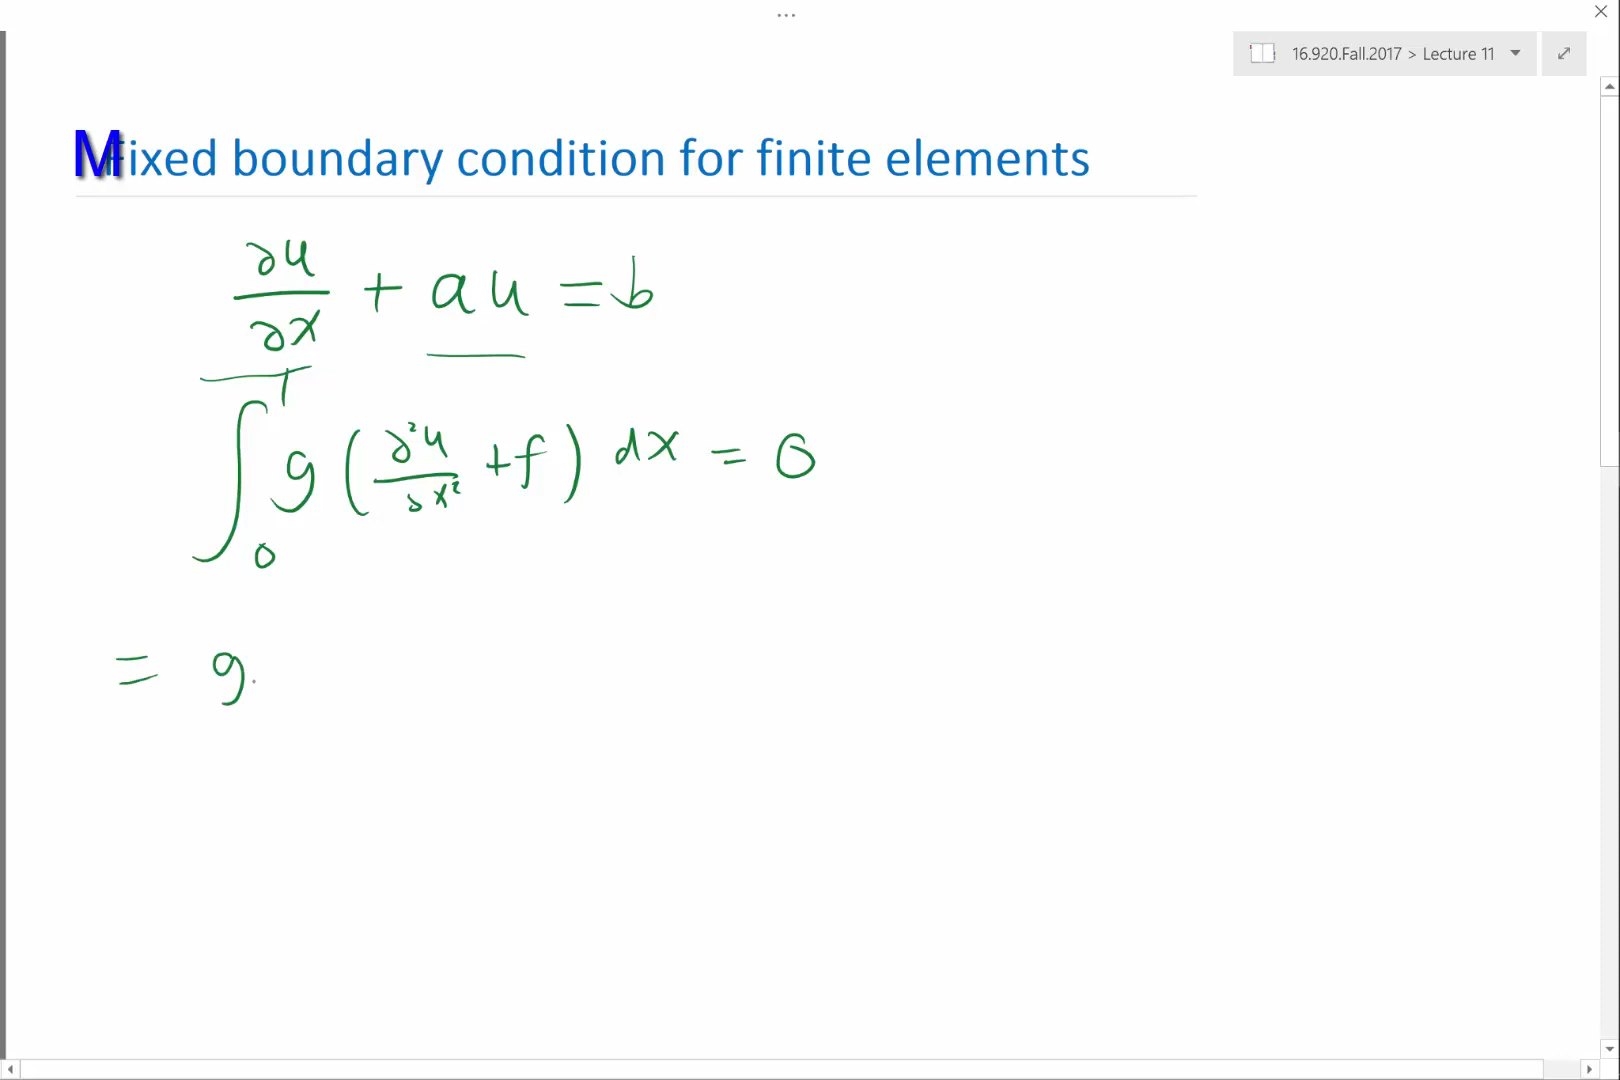 ...
16.920.Fall.2017 > Lecture 11
Mixed boundary condition for finite elements
∂u/∂x + au = b
∫₀¹ g (∂²u/∂x² + f) dx = 0
= g